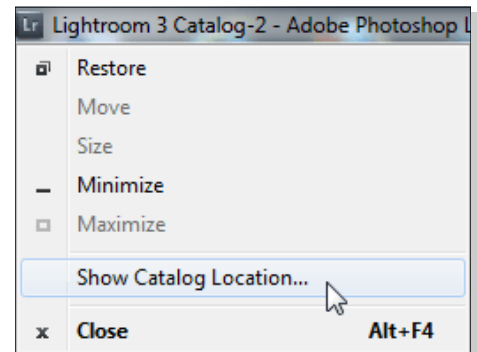 Lr Lightroom 3 Catalog-2 - Adobe Photoshop L
Restore
Move
Size
Minimize
Maximize
Show Catalog Location...
Close Alt+F4